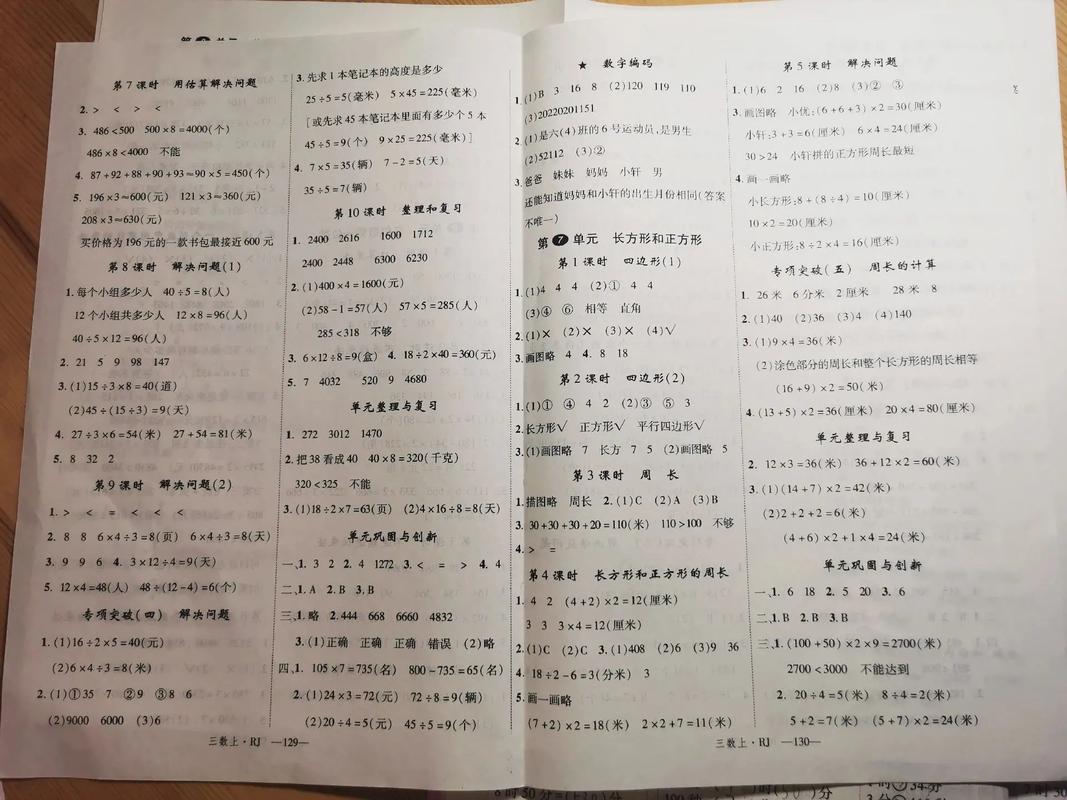 第7课时 用估算解决问题
2. > < > <
3. 486<500 500×8=4000(个)
486×8<4000 不能
4. 87+92+88+90+93≈90×5=450(个)
5. 196×3≈600(元) 121×3≈360(元)
208×3≈630(元)
买价格为196元的一款书包最接近600元
第8课时 解决问题(1)
1. 每个小组多少人 40÷5=8(人)
12个小组共多少人 12×8=96(人)
40÷5×12=96(人)
2. 21 5 9 98 147
3. (1)15÷3×8=40(道)
(2)45÷(15÷3)=9(天)
4. 27÷3×6=54(米) 27+54=81(米)
5. 8 32 2
第9课时 解决问题(2)
1. > < = < < <
2. 8 8 6×4÷3=8(页) 6×4÷3=8(天)
3. 9 9 6 4. 3×12÷4=9(天)
5. 12×4=48(人) 48÷(12-4)=6(个)
专项突破(四) 解决问题
1. (1)16÷2×5=40(元)
(2)6×4÷3=8(米)
2. (1)①35 7 ②9 ③8 6
(2)9000 6000 (3)6
3. 先求1本笔记本的高度是多少
25÷5=5(毫米) 5×45=225(毫米)
[或先求45本笔记本里面有多少个5本
45÷5=9(个) 9×25=225(毫米)]
4. 7×5=35(辆) 7-2=5(天)
35÷5=7(辆)
第10课时 整理和复习
1. 2400 2616 1600 1712
2400 2448 6300 6230
2. (1)400×4=1600(元)
(2)58-1=57(人) 57×5=285(人)
285<318 不够
3. 6×12÷8=9(盒) 4. 18÷2×40=360(元)
5. 7 4032 520 9 4680
单元整理与复习
1. 272 3012 1470
2. 把38看成40 40×8=320(千克)
320<325 不能
3. (1)18÷2×7=63(页) (2)4×16÷8=8(天)
单元巩固与创新
一、1. 3 2 2. 4 1272 3. < = > 4. 4
二、1. A 2. B 3. B
三、1. 略 2. 444 668 6660 4832
3. (1)正确 正确 正确 错误 (2)略
四、1. 105×7=735(名) 800-735=65(名)
2. (1)24×3=72(元) 72÷8=9(辆)
(2)20÷4=5(元) 45÷5=9(个)
三数上·RJ —129—
★ 数字编码
1. (1)B 3 16 8 (2)120 119 110
(3)20220201151
2. (1)是六(4)班的6号运动员,是男生
(2)52112 (3)②
3. 爸爸 妹妹 妈妈 小轩 男
还能知道妈妈和小轩的出生月份相同(答案
不唯一)
第7单元 长方形和正方形
第1课时 四边形(1)
1. (1)4 4 4 (2)① 4 4
(3)④ ⑥ 相等 直角
2. (1)× (2)× (3)× (4)√
3. 画图略 4 4. 8 18
第2课时 四边形(2)
1. (1)① ④ 4 2 (2)③ ⑤ 3
2. 长方形√ 正方形√ 平行四边形√
3. (1)画图略 7 长方 7 5 (2)画图略 5
第3课时 周 长
1. 描图略 周长 2. (1)C (2)A (3)B
3. 30+30+30+20=110(米) 110>100 不够
4. > =
第4课时 长方形和正方形的周长
1. 4 2 (4+2)×2=12(厘米)
3 3 3×4=12(厘米)
2. (1)C (2)C 3. (1)408 (2)6 (3)9 36
4. 18÷2-6=3(分米) 3
5. 画一画略
(7+2)×2=18(米) 2×2+7=11(米)
第5课时 解决问题
1. (1)6 2 16 (2)8 (3)② ③
3. 画图略 小优:(6+6+3)×2=30(厘米)
小轩:3+3=6(厘米) 6×4=24(厘米)
30>24 小轩拼的正方形周长最短
4. 画一画略
小长方形:8+(8÷4)=10(厘米)
10×2=20(厘米)
小正方形:8÷2×4=16(厘米)
专项突破(五) 周长的计算
1. 26米 6分米 2厘米 28米 8
2. (1)40 (2)36 (3)4 (4)140
3. (1)9×4=36(米)
(2)涂色部分的周长和整个长方形的周长相等
(16+9)×2=50(米)
4. (13+5)×2=36(厘米) 20×4=80(厘米)
单元整理与复习
2. 12×3=36(米) 36+12×2=60(米)
3. (1)(14+7)×2=42(米)
(2)2+2+2=6(米)
(4+6)×2+1×4=24(米)
单元巩固与创新
一、1. 6 18 2. 5 20 3. 6
二、1. B 2. B 3. B
三、1. (100+50)×2×9=2700(米)
2700<3000 不能达到
2. 20÷4=5(米) 8÷4=2(米)
5+2=7(米) (5+7)×2=24(米)
三数上·RJ —130—